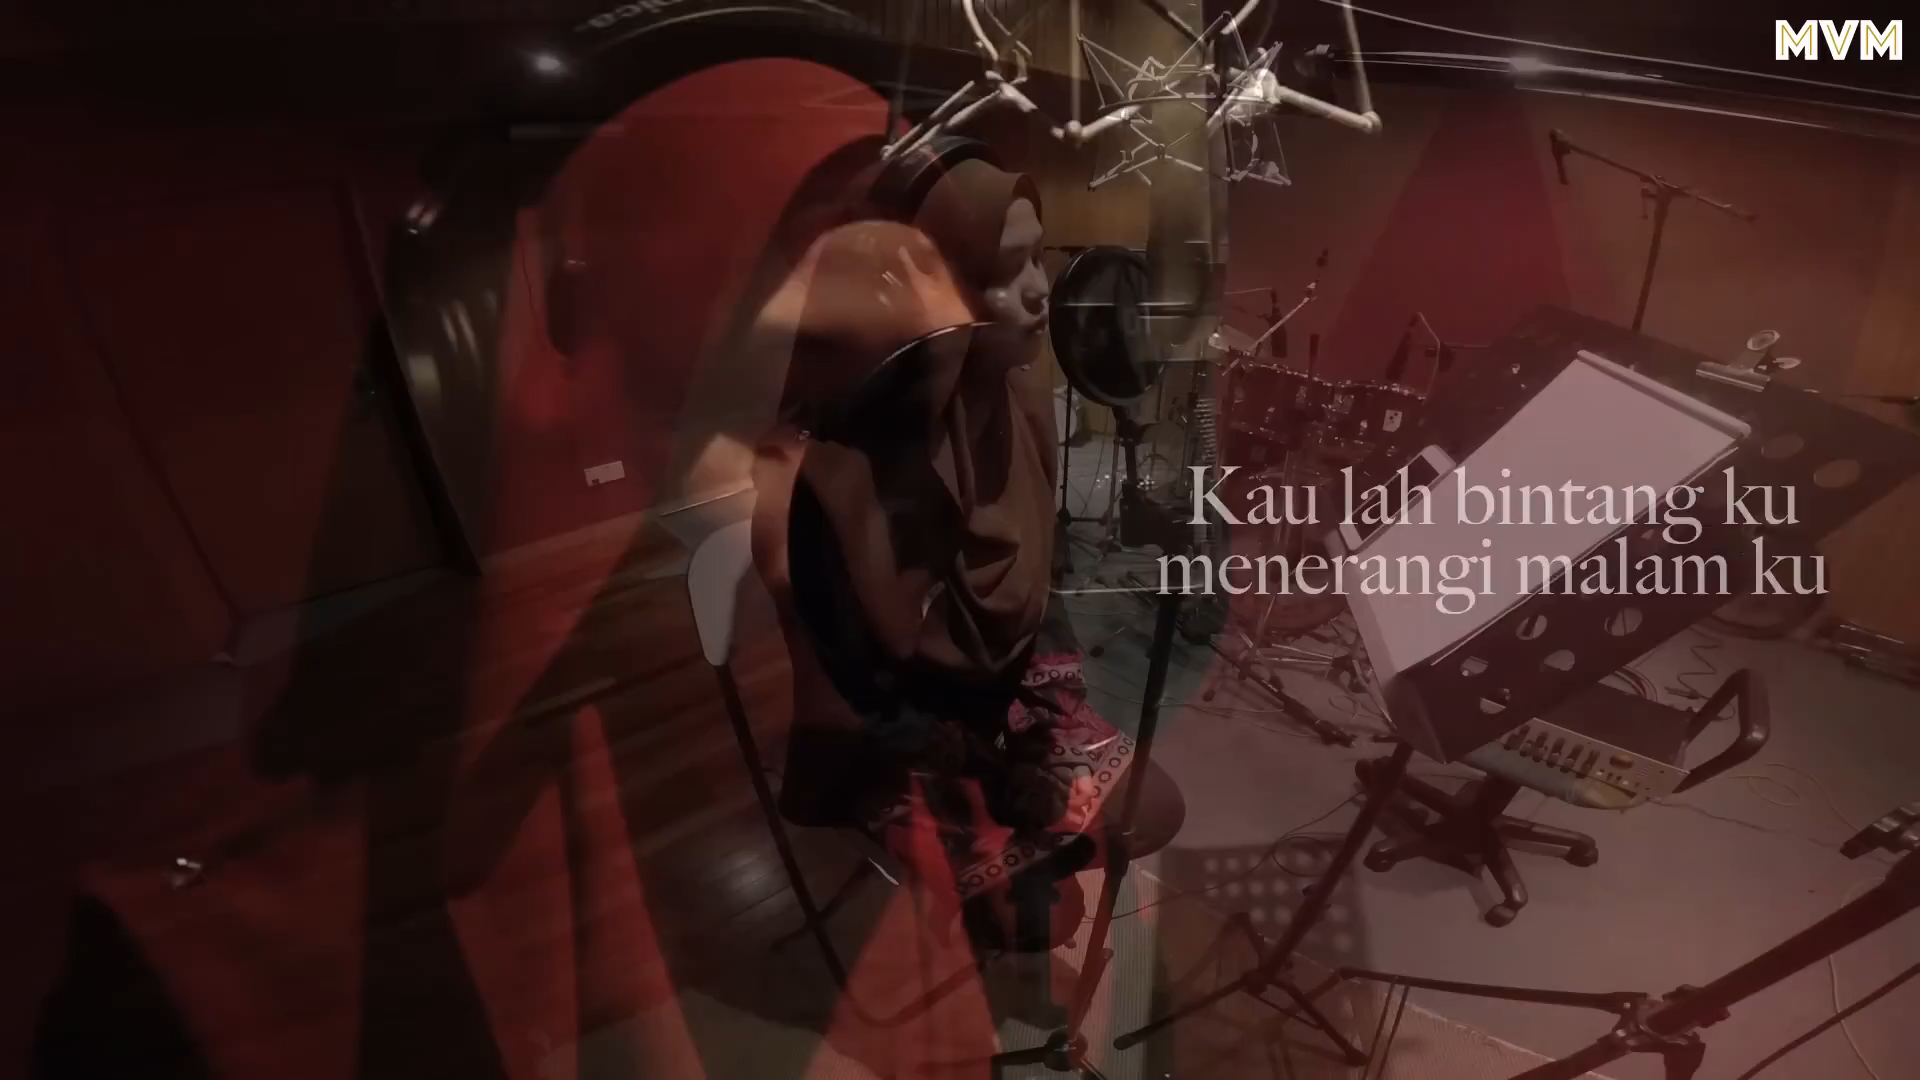 MVM
Kau lah bintang ku
menerangi malam ku